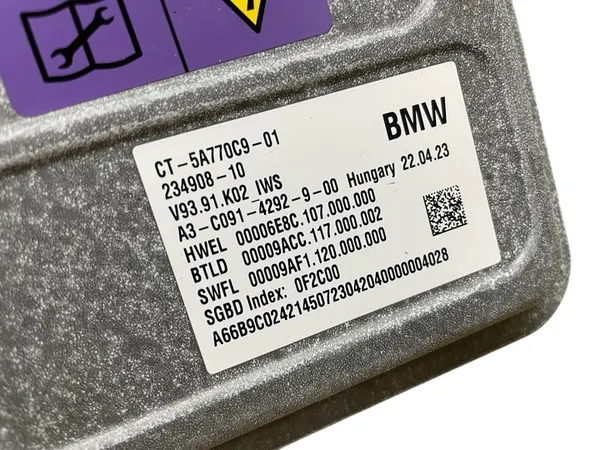 BMW
CT-5A770C9-01
234908-10
V93.91.K02_IWS
A3-C091-4292-9-00 Hungary 22.04.23
HWEL 00006E8C.107.000.000
BTLD 00009ACC.117.000.002
SWFL 00009AF1.120.000.000
SGBD Index: 0F2C00
A66B9C02421450723042040000004028